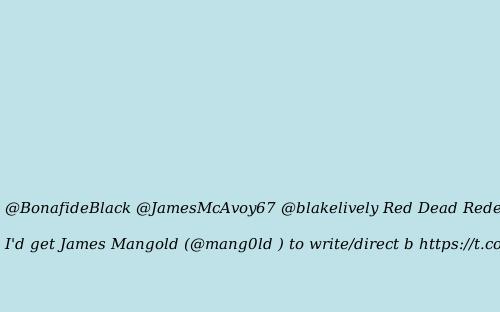 @BonafideBlack @JamesMcAvoy67 @blakelively Red Dead Rede
I'd get James Mangold (@mang0ld ) to write/direct b https://t.co